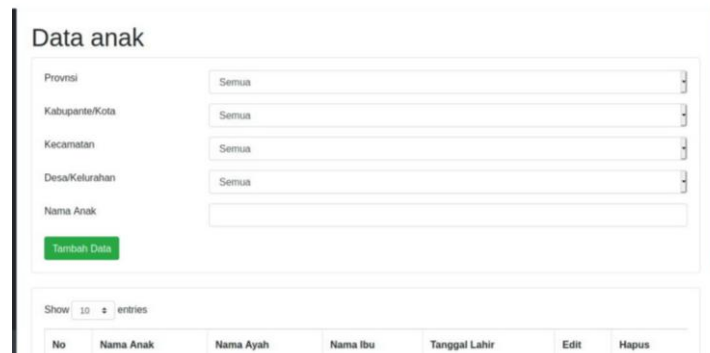 Data anak
Provnsi Semua
Kabupante/Kota Semua
Kecamatan Semua
Desa/Kelurahan Semua
Nama Anak
Tambah Data
Show 10 entries
No Nama Anak Nama Ayah Nama Ibu Tanggal Lahir Edit Hapus